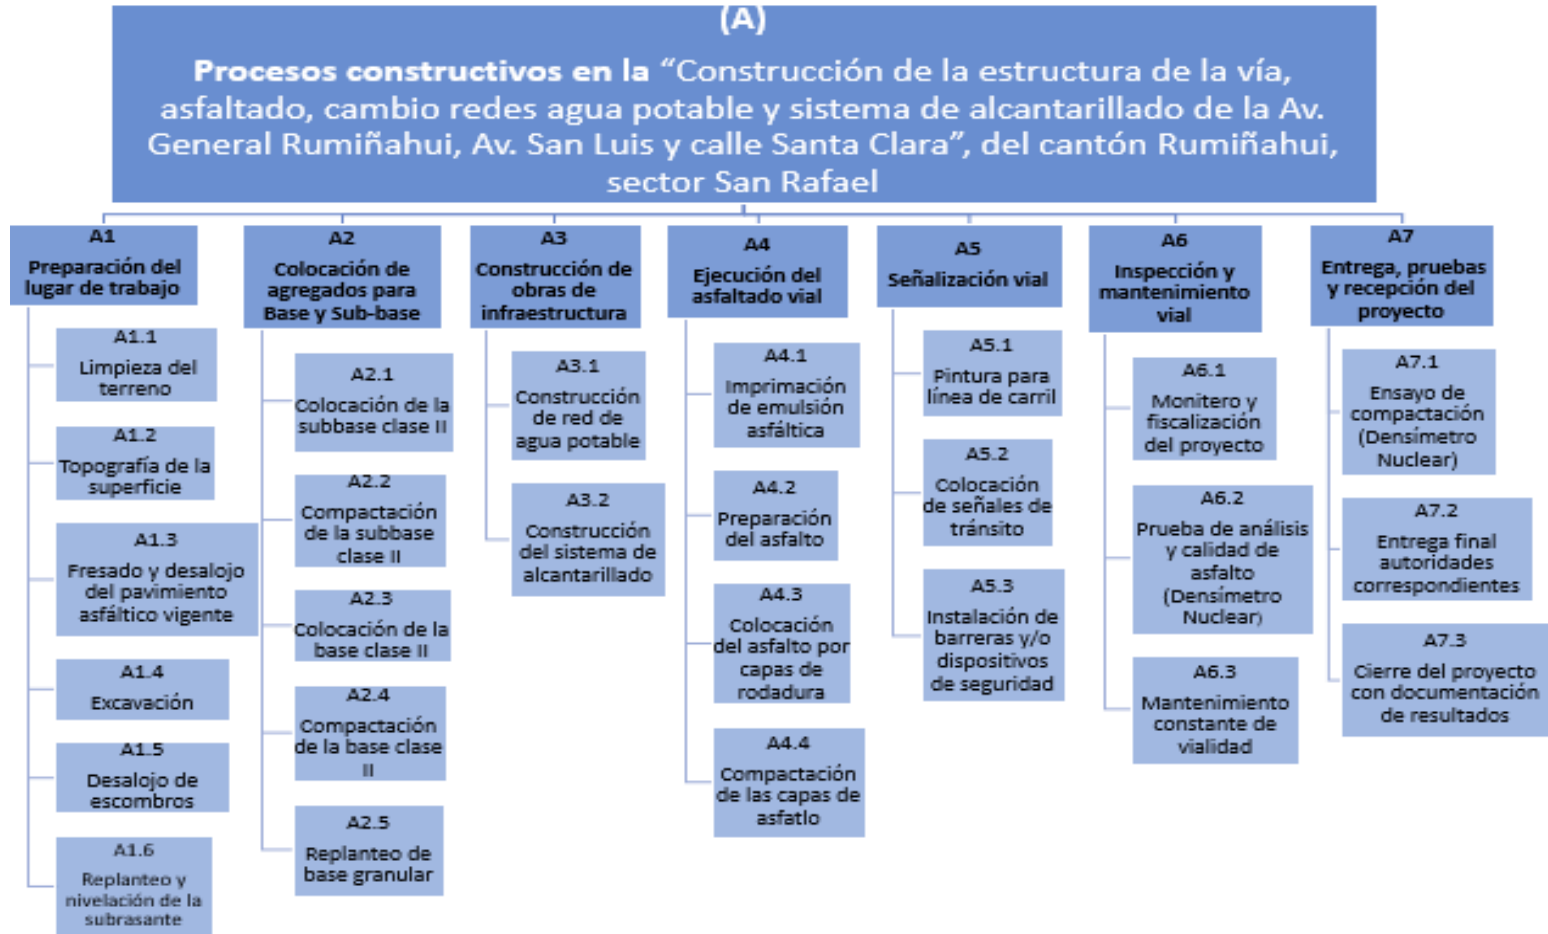 (A)
Procesos constructivos en la “Construcción de la estructura de la vía,
asfaltado, cambio redes agua potable y sistema de alcantarillado de la Av.
General Rumiñahui, Av. San Luis y calle Santa Clara”, del cantón Rumiñahui,
sector San Rafael
A1
Preparación del
lugar de trabajo
A1.1
Limpieza del
terreno
A1.2
Topografía de la
superficie
A1.3
Fresado y desalojo
del pavimiento
asfáltico vigente
A1.4
Excavación
A1.5
Desalojo de
escombros
A1.6
Replanteo y
nivelación de la
subrasante
A2
Colocación de
agregados para
Base y Sub-base
A2.1
Colocación de la
subbase clase II
A2.2
Compactación
de la subbase
clase II
A2.3
Colocación de la
base clase II
A2.4
Compactación
de la base clase
II
A2.5
Replanteo de
base granular
A3
Construcción de
obras de
infraestructura
A3.1
Construcción
de red de
agua potable
A3.2
Construcción
del sistema de
alcantarillado
A4
Ejecución del
asfaltado vial
A4.1
Imprimación
de emulsión
asfáltica
A4.2
Preparación
del asfalto
A4.3
Colocación
del asfalto por
capas de
rodadura
A4.4
Compactación
de las capas de
asfatlo
A5
Señalización vial
A5.1
Pintura para
línea de carril
A5.2
Colocación
de señales de
tránsito
A5.3
Instalación de
barreras y/o
dispositivos
de seguridad
A6
Inspección y
mantenimiento
vial
A6.1
Monitero y
fiscalización
del proyecto
A6.2
Prueba de análisis
y calidad de
asfalto
(Densímetro
Nuclear)
A6.3
Mantenimiento
constante de
vialidad
A7
Entrega, pruebas
y recepción del
proyecto
A7.1
Ensayo de
compactación
(Densímetro
Nuclear)
A7.2
Entrega final
autoridades
correspondientes
A7.3
Cierre del proyecto
con documentación
de resultados